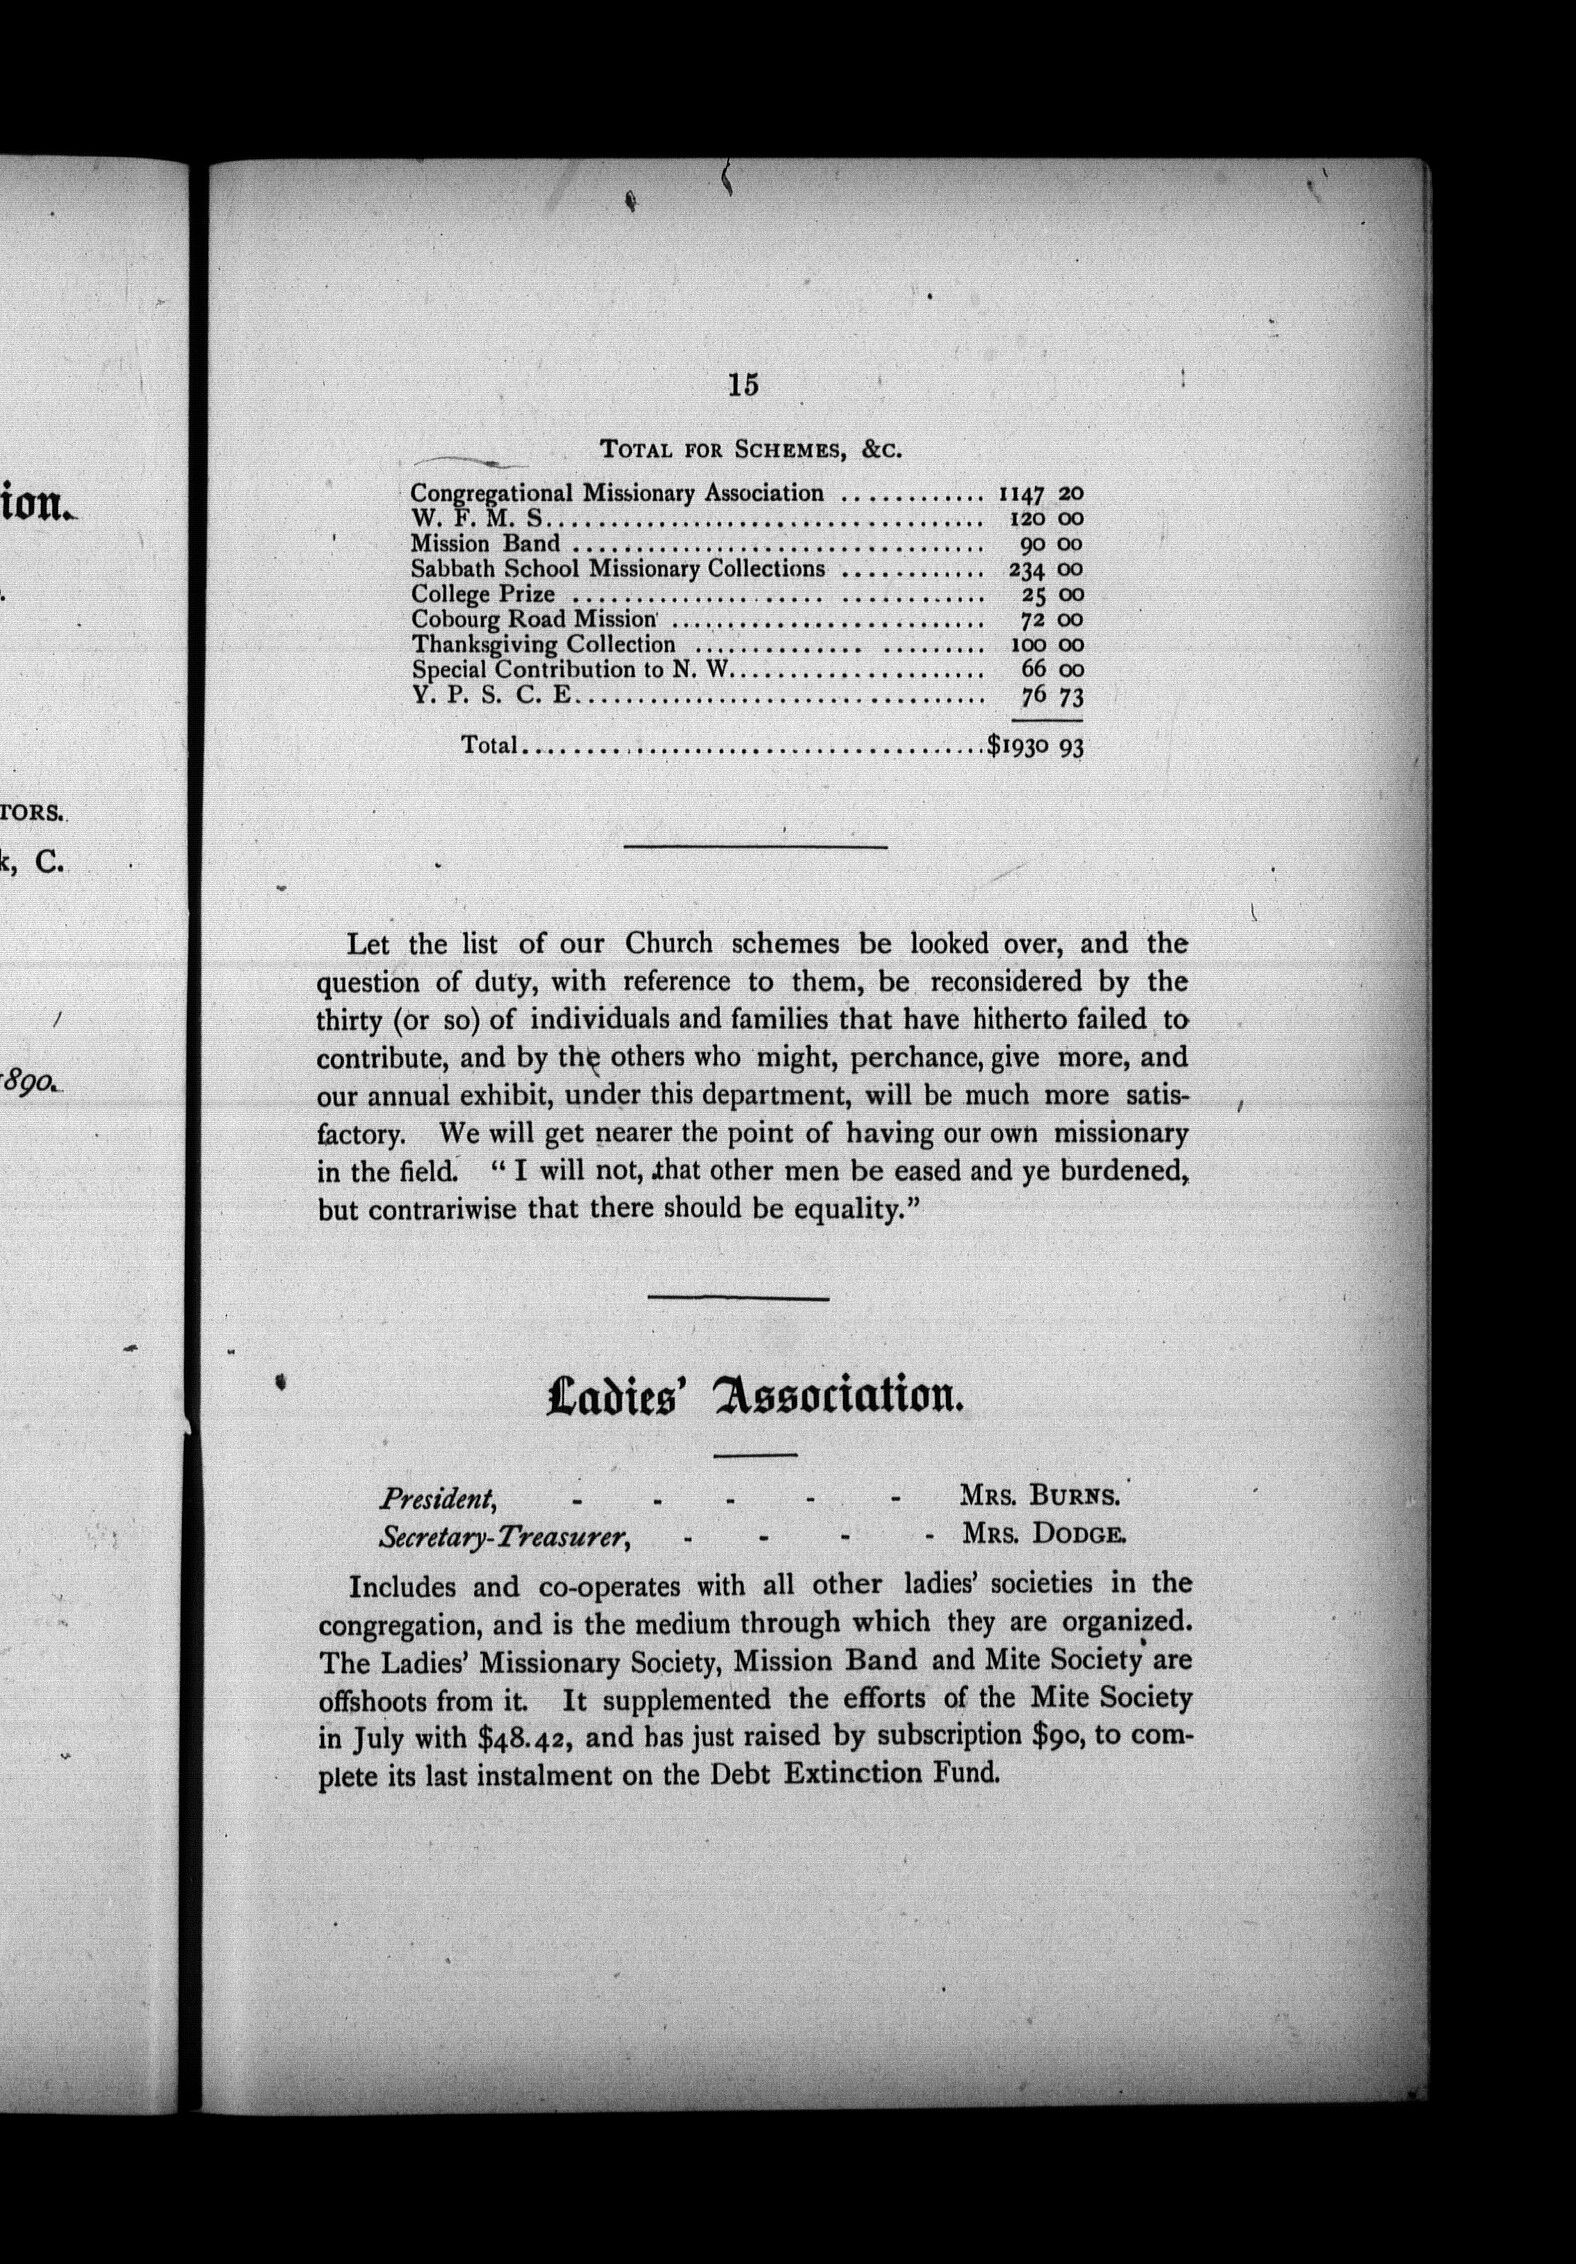 ion.
TORS.
k, C.
1890.
15
TOTAL FOR SCHEMES, &C.
Congregational Missionary Association ............ 1147 20
W. F. M. S.................................... 120 00
Mission Band ................................. 90 00
Sabbath School Missionary Collections ............ 234 00
College Prize .................... ............ 25 00
Cobourg Road Mission ......................... 72 00
Thanksgiving Collection .............. ......... 100 00
Special Contribution to N. W..................... 66 00
Y. P. S. C. E................................. 76 73
Total.....................................$1930 93
Let the list of our Church schemes be looked over, and the
question of duty, with reference to them, be reconsidered by the
thirty (or so) of individuals and families that have hitherto failed to
contribute, and by the others who might, perchance, give more, and
our annual exhibit, under this department, will be much more satis-
factory. We will get nearer the point of having our own missionary
in the field. “ I will not, that other men be eased and ye burdened,
but contrariwise that there should be equality.”
Ladies’ Association.
President, - - - - - MRS. BURNS.
Secretary-Treasurer, - - - - MRS. DODGE.
Includes and co-operates with all other ladies’ societies in the
congregation, and is the medium through which they are organized.
The Ladies’ Missionary Society, Mission Band and Mite Society are
offshoots from it. It supplemented the efforts of the Mite Society
in July with $48.42, and has just raised by subscription $90, to com-
plete its last instalment on the Debt Extinction Fund.